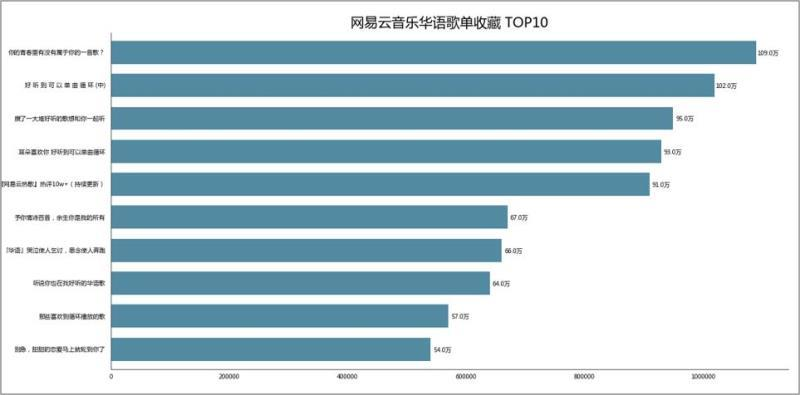 网易云音乐华语歌单收藏 TOP10
你的青春里有没有属于你的一首歌？
109.0万
好 听 到 可 以 单 曲 循 环 (中)
102.0万
攒了一大堆好听的歌想和你一起听
95.0万
耳朵喜欢你 好听到可以单曲循环
93.0万
【网易云热歌】热评10w+（持续更新）
91.0万
予你情诗百首，余生你是我的所有
67.0万
「华语」哭泣使人乞讨，思念使人奔跑
66.0万
听说你也在找好听的华语歌
64.0万
那些喜欢到循环播放的歌
57.0万
别急，甜甜的恋爱马上就轮到你了
54.0万
0 200000 400000 600000 800000 1000000